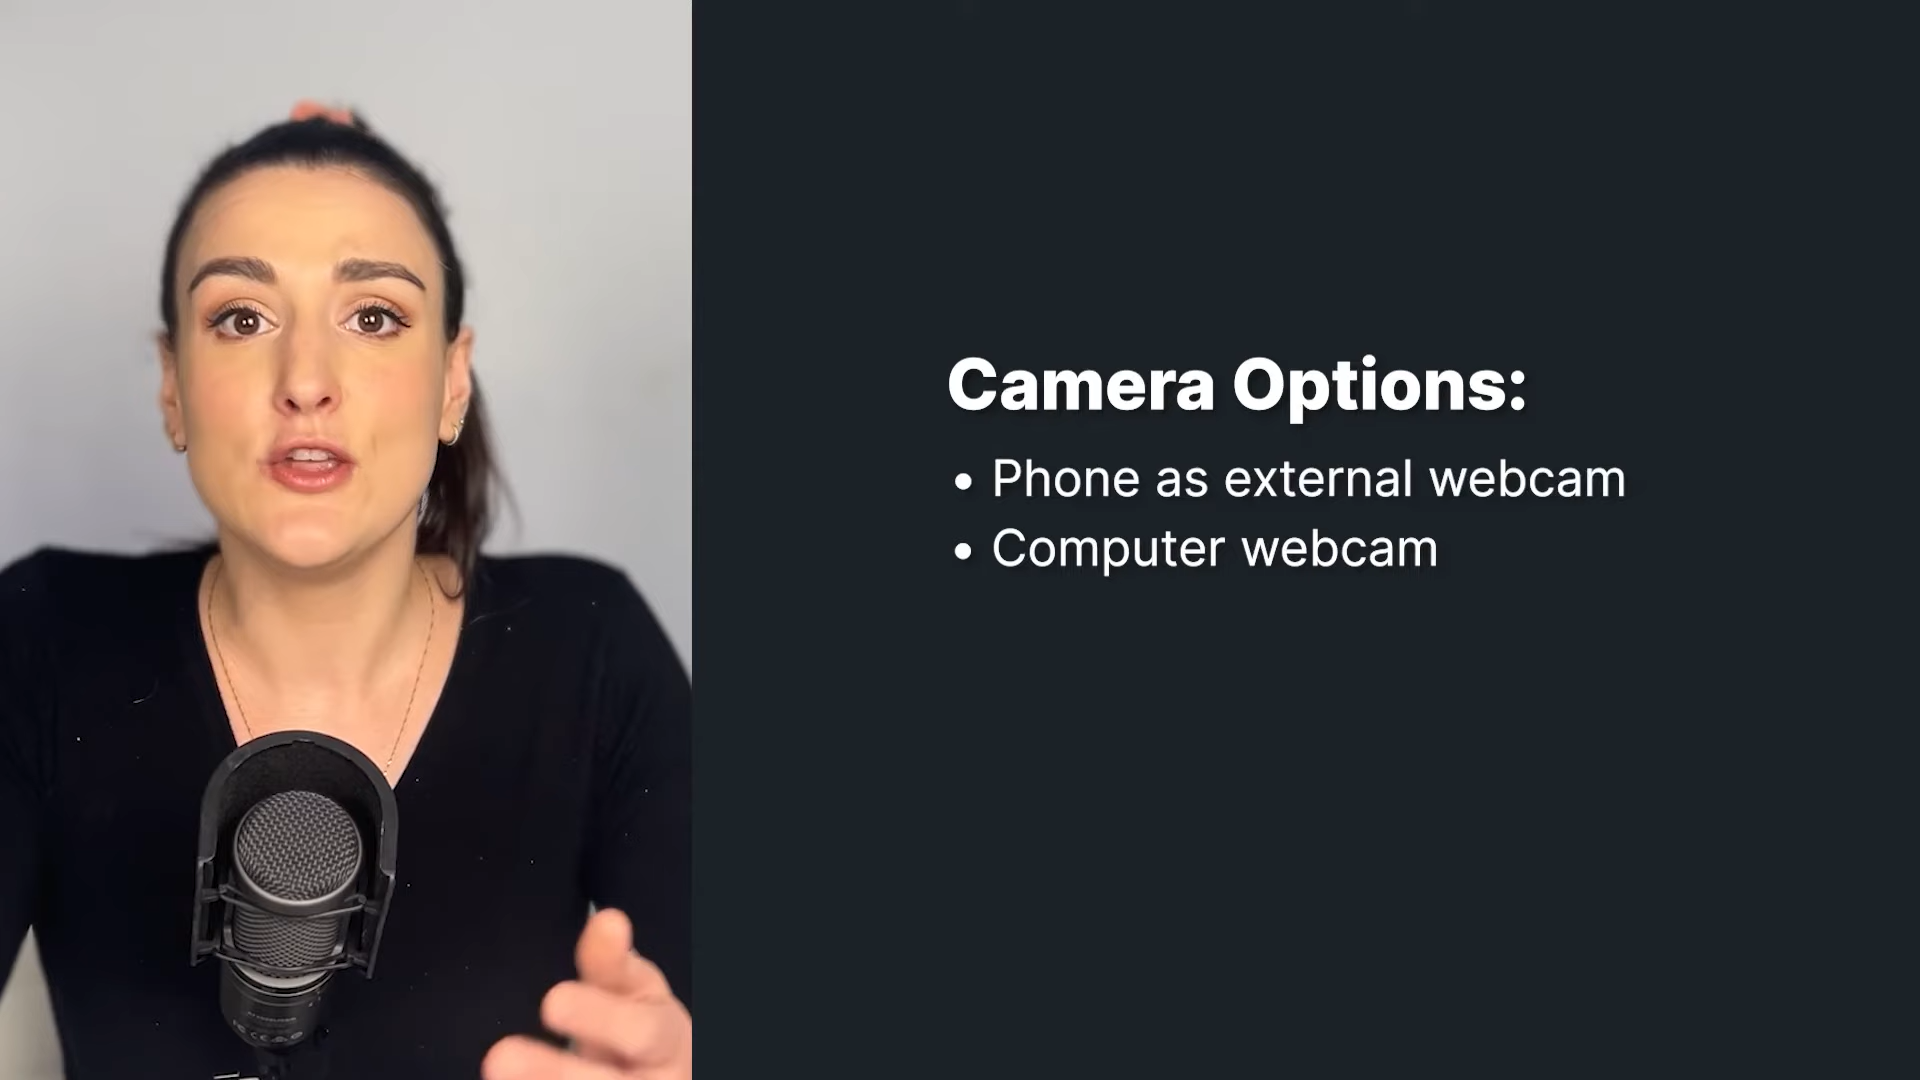 Camera Options:
• Phone as external webcam
• Computer webcam